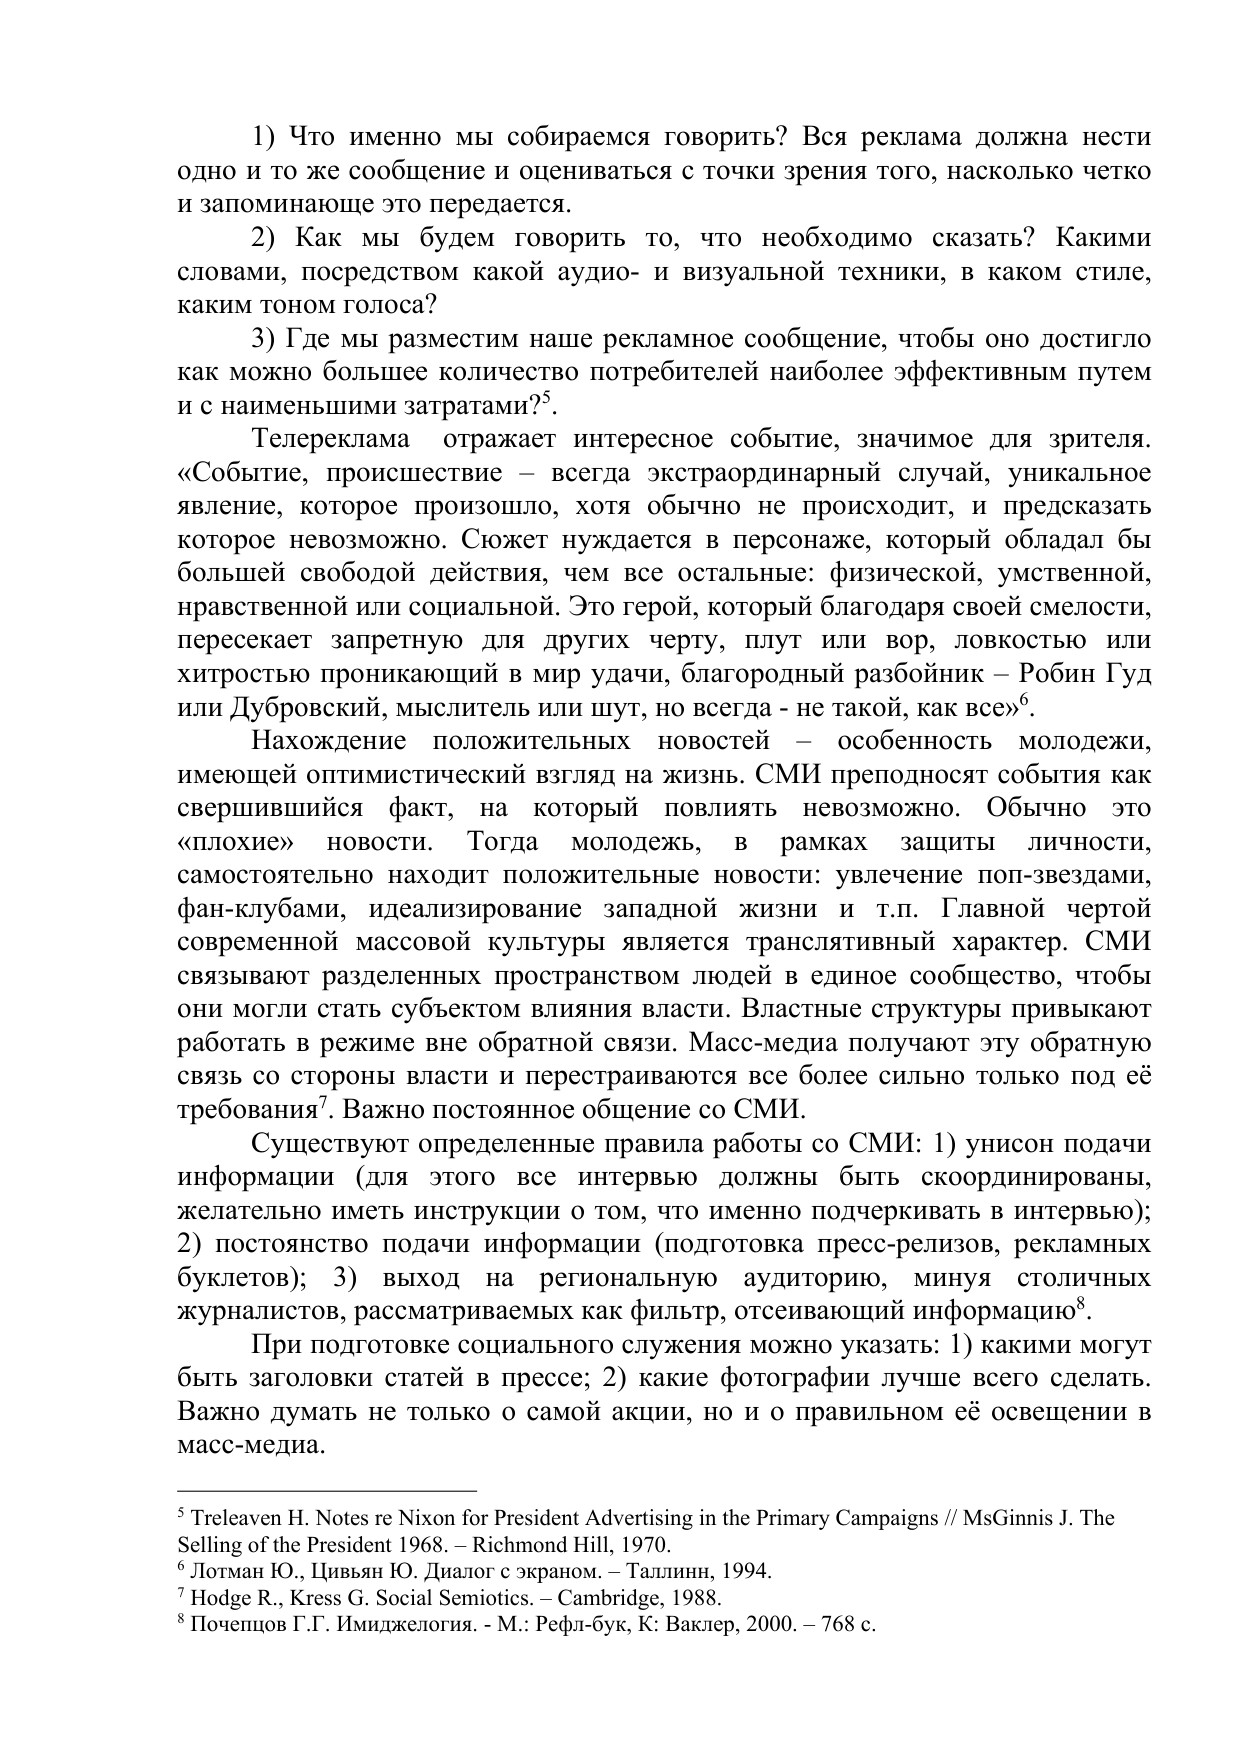 1) Что именно мы собираемся говорить? Вся реклама должна нести
одно и то же сообщение и оцениваться с точки зрения того, насколько четко
и запоминающе это передается.
2) Как мы будем говорить то, что необходимо сказать? Какими
словами, посредством какой аудио- и визуальной техники, в каком стиле,
каким тоном голоса?
3) Где мы разместим наше рекламное сообщение, чтобы оно достигло
как можно большее количество потребителей наиболее эффективным путем
и с наименьшими затратами?⁵.
Телереклама отражает интересное событие, значимое для зрителя.
«Событие, происшествие – всегда экстраординарный случай, уникальное
явление, которое произошло, хотя обычно не происходит, и предсказать
которое невозможно. Сюжет нуждается в персонаже, который обладал бы
большей свободой действия, чем все остальные: физической, умственной,
нравственной или социальной. Это герой, который благодаря своей смелости,
пересекает запретную для других черту, плут или вор, ловкостью или
хитростью проникающий в мир удачи, благородный разбойник – Робин Гуд
или Дубровский, мыслитель или шут, но всегда - не такой, как все»⁶.
Нахождение положительных новостей – особенность молодежи,
имеющей оптимистический взгляд на жизнь. СМИ преподносят события как
свершившийся факт, на который повлиять невозможно. Обычно это
«плохие» новости. Тогда молодежь, в рамках защиты личности,
самостоятельно находит положительные новости: увлечение поп-звездами,
фан-клубами, идеализирование западной жизни и т.п. Главной чертой
современной массовой культуры является транслятивный характер. СМИ
связывают разделенных пространством людей в единое сообщество, чтобы
они могли стать субъектом влияния власти. Властные структуры привыкают
работать в режиме вне обратной связи. Масс-медиа получают эту обратную
связь со стороны власти и перестраиваются все более сильно только под её
требования⁷. Важно постоянное общение со СМИ.
Существуют определенные правила работы со СМИ: 1) унисон подачи
информации (для этого все интервью должны быть скоординированы,
желательно иметь инструкции о том, что именно подчеркивать в интервью);
2) постоянство подачи информации (подготовка пресс-релизов, рекламных
буклетов); 3) выход на региональную аудиторию, минуя столичных
журналистов, рассматриваемых как фильтр, отсеивающий информацию⁸.
При подготовке социального служения можно указать: 1) какими могут
быть заголовки статей в прессе; 2) какие фотографии лучше всего сделать.
Важно думать не только о самой акции, но и о правильном её освещении в
масс-медиа.
⁵ Treleaven H. Notes re Nixon for President Advertising in the Primary Campaigns // MsGinnis J. The
Selling of the President 1968. – Richmond Hill, 1970.
⁶ Лотман Ю., Цивьян Ю. Диалог с экраном. – Таллинн, 1994.
⁷ Hodge R., Kress G. Social Semiotics. – Cambridge, 1988.
⁸ Почепцов Г.Г. Имиджелогия. - М.: Рефл-бук, К: Ваклер, 2000. – 768 с.